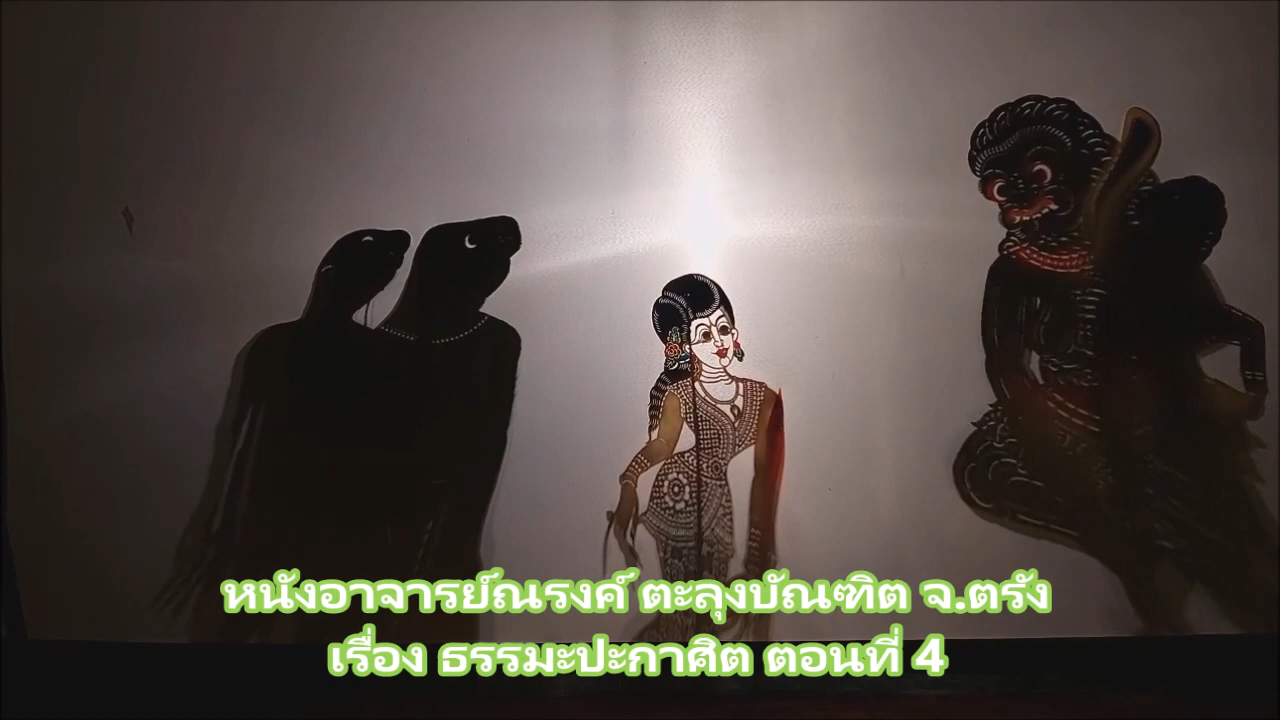 หนังอาจารย์ณรงค์ ตะลุงบัณฑิต จ.ตรัง
เรื่อง ธรรมะปะกาศิต ตอนที่ 4